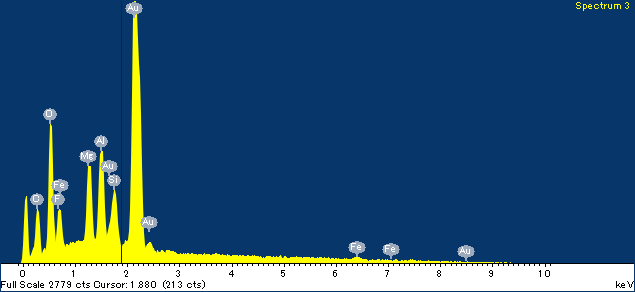 Spectrum 3
Au
O
Al
Mg
Au
Si
Fe
C
F
Au
Fe
Fe
Au
0 1 2 3 4 5 6 7 8 9 10
Full Scale 2779 cts Cursor: 1.880 (213 cts) keV